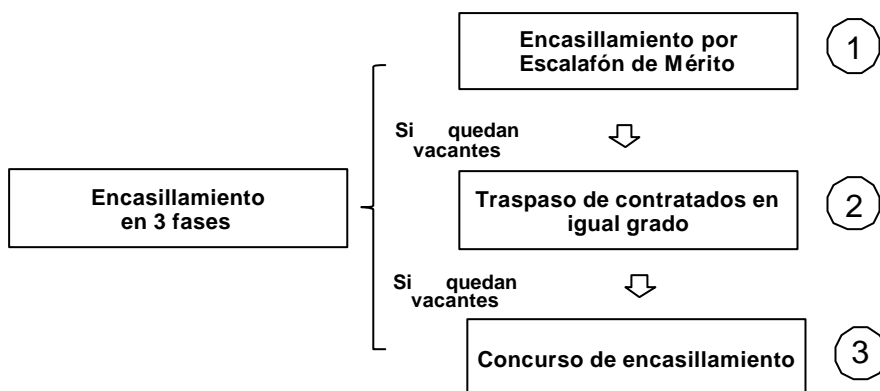 Encasillamiento por
Escalafón de Mérito
1
Si quedan
vacantes
Encasillamiento
en 3 fases
Traspaso de contratados en
igual grado
2
Si quedan
vacantes
Concurso de encasillamiento
3